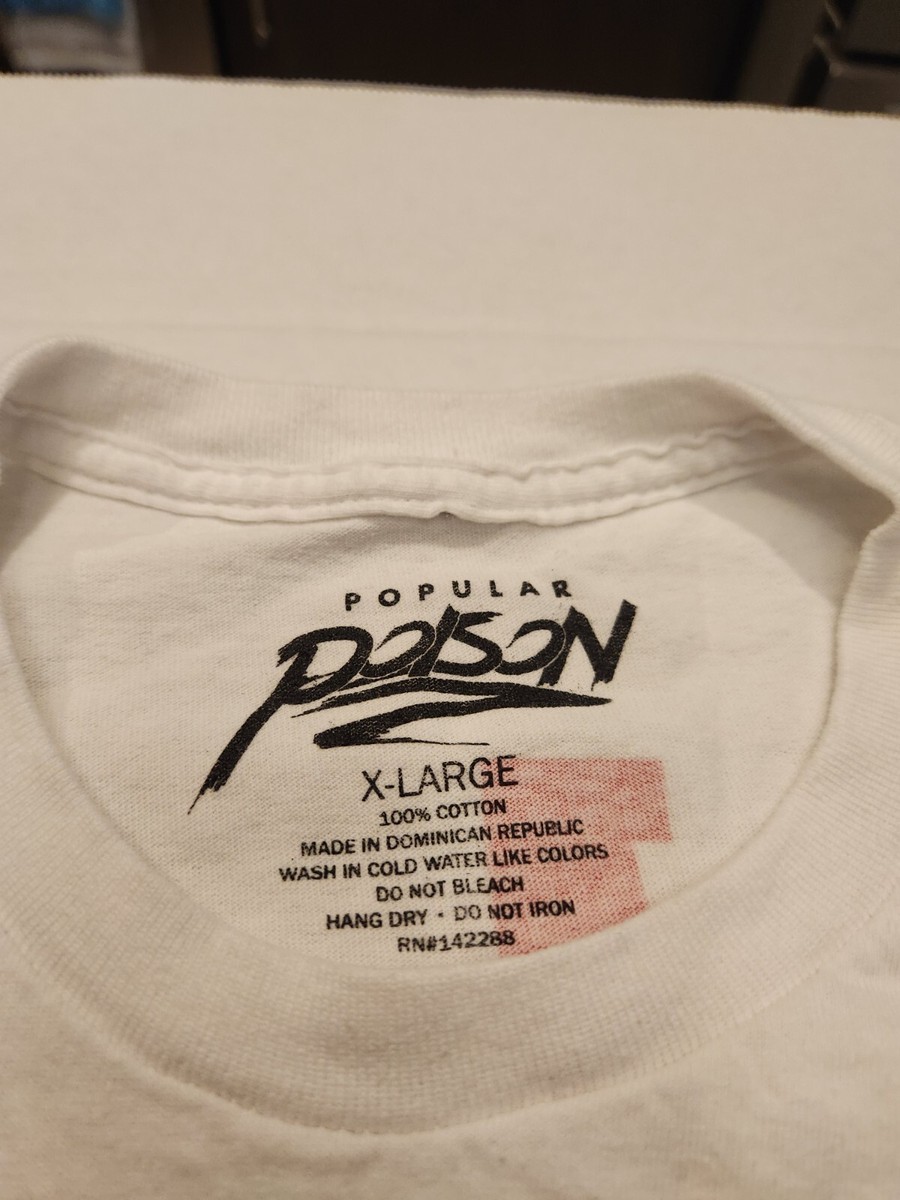 POPULAR
POISON
X-LARGE
100% COTTON
MADE IN DOMINICAN REPUBLIC
WASH IN COLD WATER LIKE COLORS
DO NOT BLEACH
HANG DRY • DO NOT IRON
RN#142288